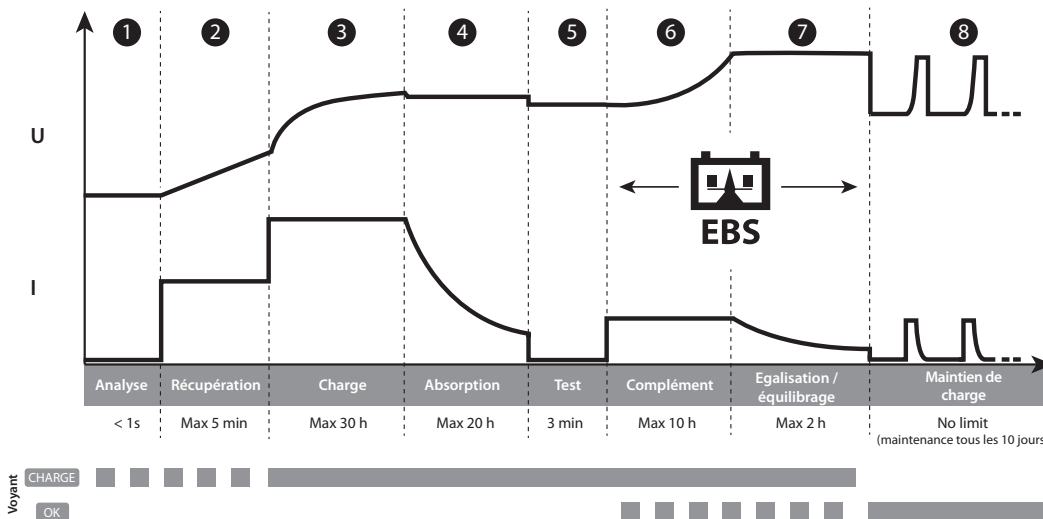 1 2 3 4 5 6 7 8
U
EBS
I
Analyse Récupération Charge Absorption Test Complément Egalisation / équilibrage Maintien de charge
< 1s Max 5 min Max 30 h Max 20 h 3 min Max 10 h Max 2 h No limit
(maintenance tous les 10 jours
Voyant
CHARGE
OK